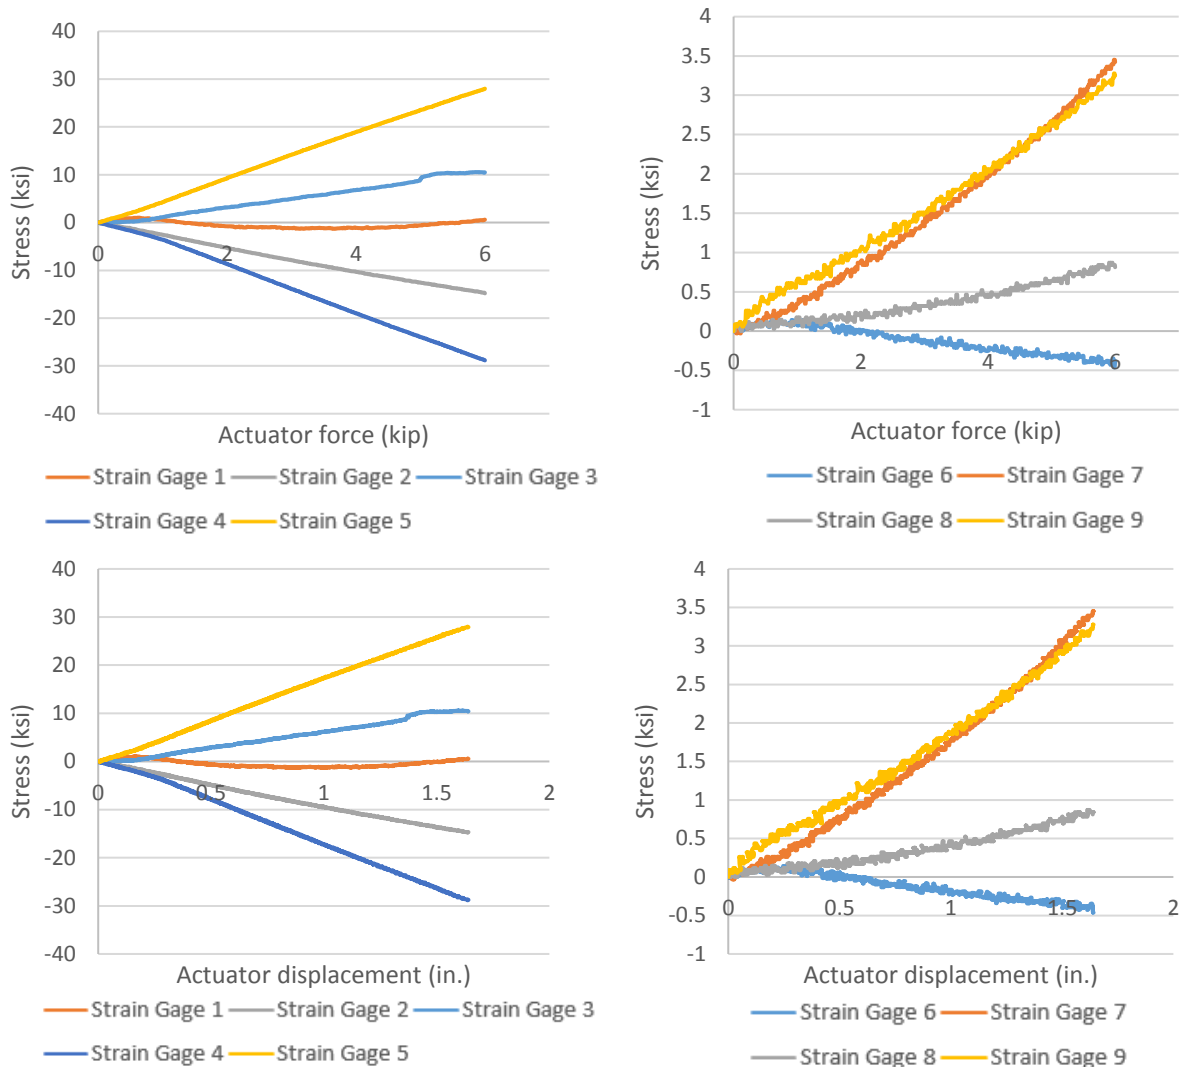 40
30
20
10
0
-10
-20
-30
-40
0 2 4 6
Stress (ksi)
Actuator force (kip)
Strain Gage 1 Strain Gage 2 Strain Gage 3
Strain Gage 4 Strain Gage 5
4
3.5
3
2.5
2
1.5
1
0.5
0
-0.5
-1
0 2 4 6
Stress (ksi)
Actuator force (kip)
Strain Gage 6 Strain Gage 7
Strain Gage 8 Strain Gage 9
40
30
20
10
0
-10
-20
-30
-40
0 0.5 1 1.5 2
Stress (ksi)
Actuator displacement (in.)
Strain Gage 1 Strain Gage 2 Strain Gage 3
Strain Gage 4 Strain Gage 5
4
3.5
3
2.5
2
1.5
1
0.5
0
-0.5
-1
0 0.5 1 1.5 2
Stress (ksi)
Actuator displacement (in.)
Strain Gage 6 Strain Gage 7
Strain Gage 8 Strain Gage 9